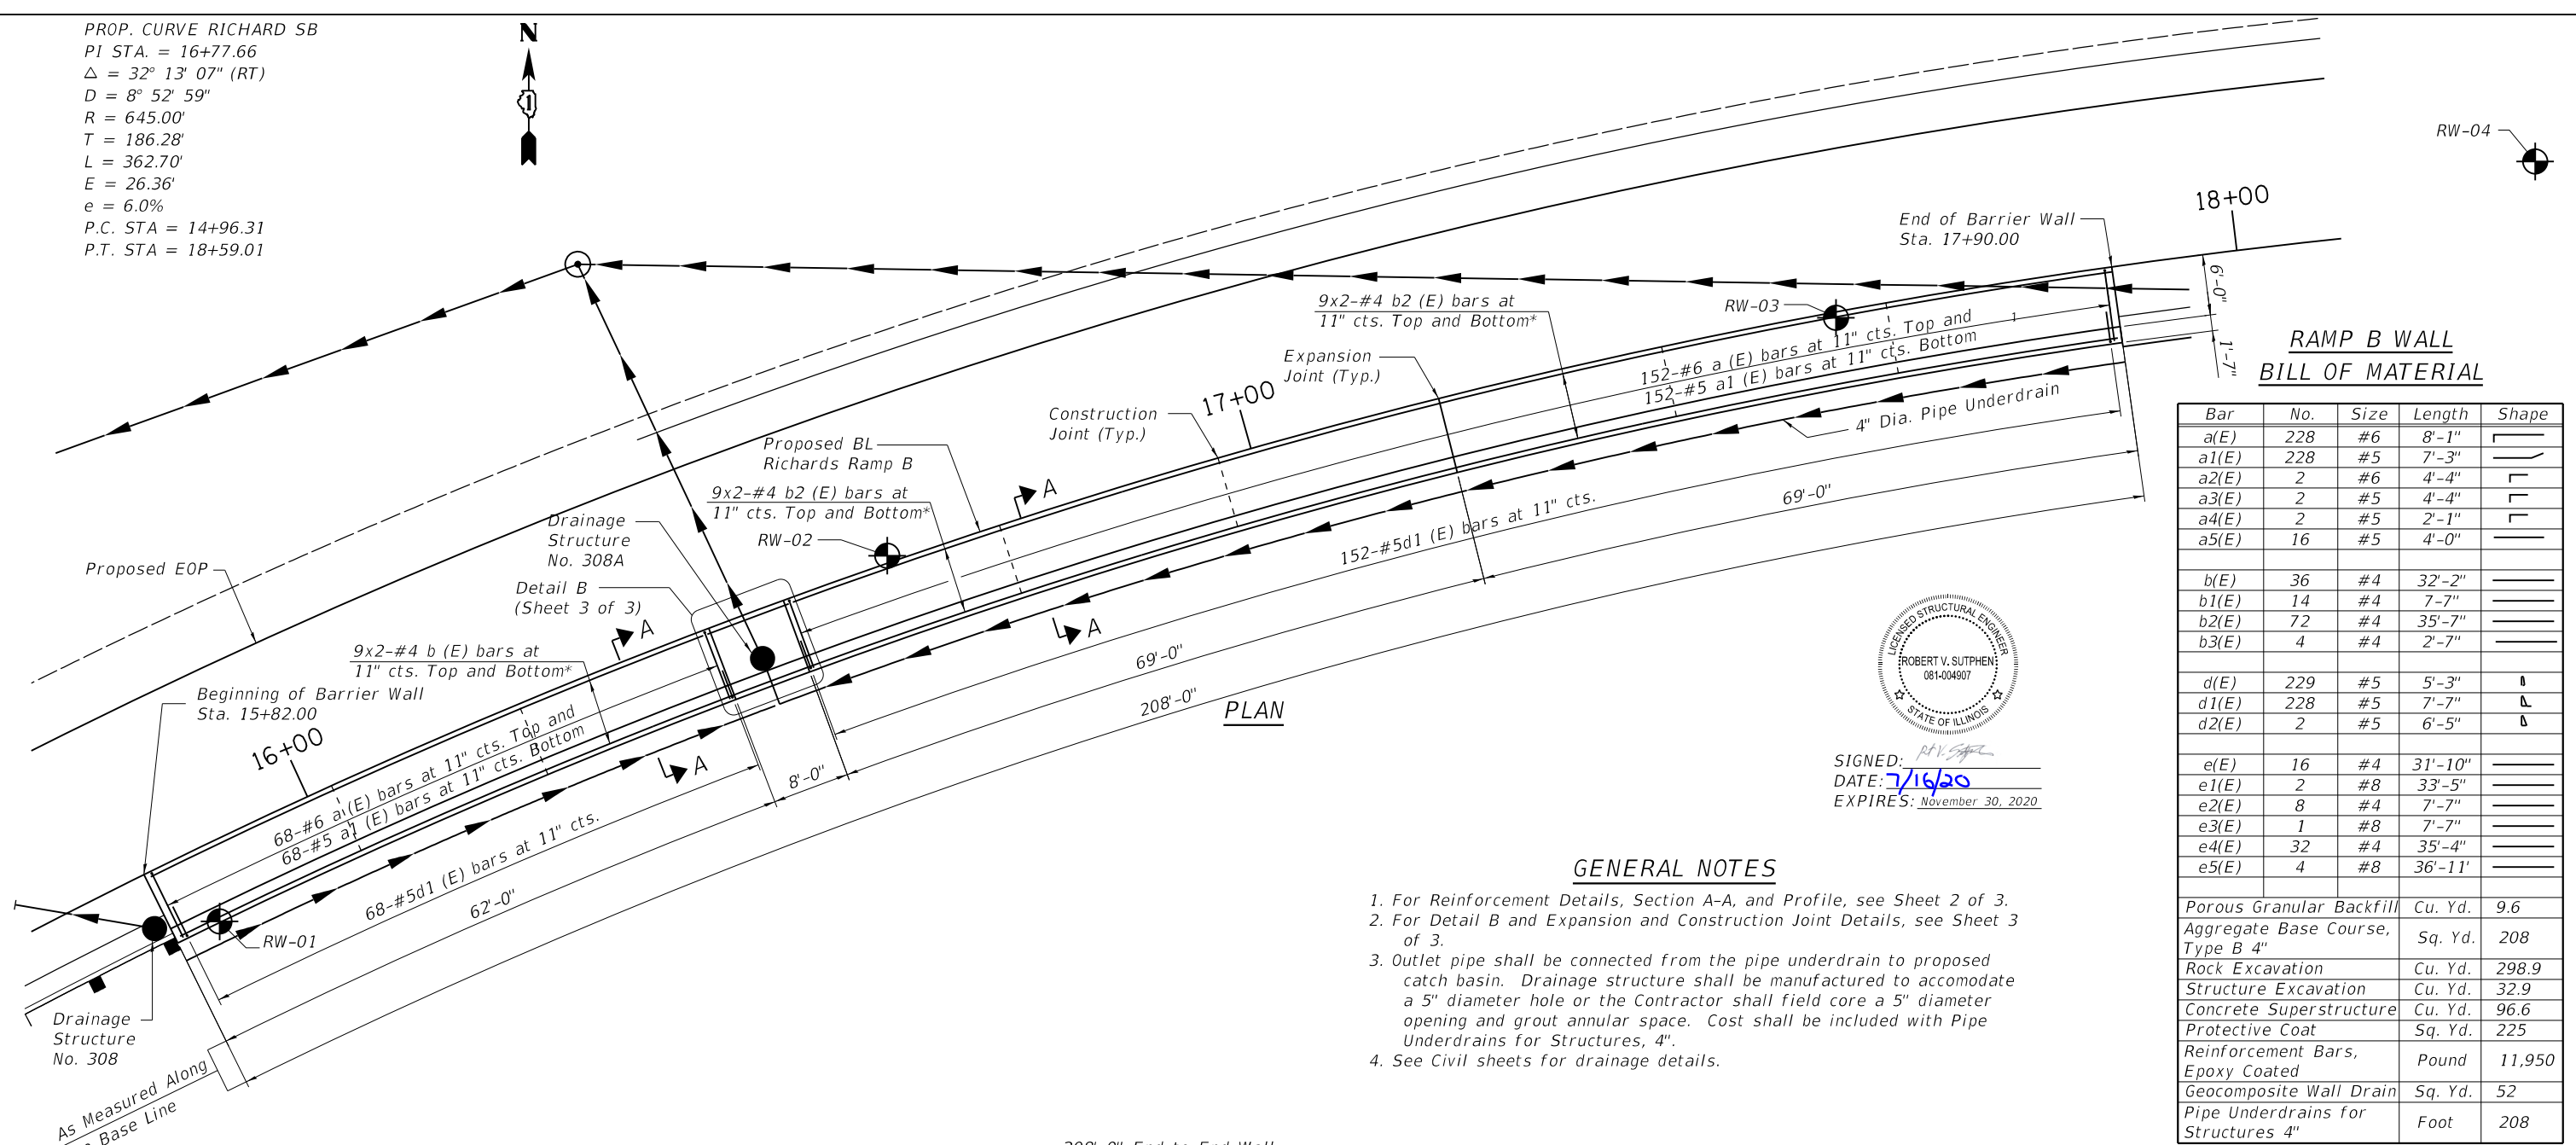 PROP. CURVE RICHARD SB
PI STA. = 16+77.66
△ = 32° 13' 07" (RT)
D = 8° 52' 59"
R = 645.00'
T = 186.28'
L = 362.70'
E = 26.36'
e = 6.0%
P.C. STA = 14+96.31
P.T. STA = 18+59.01
N
1
RW-04
18+00
End of Barrier Wall
Sta. 17+90.00
6'-0"
1'-7"
RW-03
9x2-#4 b2 (E) bars at
11" cts. Top and Bottom*
152-#6 a (E) bars at 11" cts. Top and
1
152-#5 a1 (E) bars at 11" cts. Bottom
Expansion
Joint (Typ.)
4" Dia. Pipe Underdrain
17+00
Construction
Joint (Typ.)
Proposed BL
Richards Ramp B
A
9x2-#4 b2 (E) bars at
11" cts. Top and Bottom*
69'-0"
152-#5d1 (E) bars at 11" cts.
Drainage
Structure
No. 308A
RW-02
Proposed EOP
Detail B
(Sheet 3 of 3)
A
A
69'-0"
208'-0"
PLAN
9x2-#4 b (E) bars at
11" cts. Top and Bottom*
Beginning of Barrier Wall
Sta. 15+82.00
16+00
A
8'-0"
68-#6 a (E) bars at 11" cts. Top and
68-#5 a1 (E) bars at 11" cts. Bottom
68-#5d1 (E) bars at 11" cts.
62'-0"
RW-01
Drainage
Structure
No. 308
As Measured Along
Base Line
LICENSED STRUCTURAL ENGINEER
ROBERT V. SUTPHEN
081-004907
STATE OF ILLINOIS
SIGNED:
DATE: 7/16/20
EXPIRES: November 30, 2020
GENERAL NOTES
1. For Reinforcement Details, Section A-A, and Profile, see Sheet 2 of 3.
2. For Detail B and Expansion and Construction Joint Details, see Sheet 3
of 3.
3. Outlet pipe shall be connected from the pipe underdrain to proposed
catch basin. Drainage structure shall be manufactured to accomodate
a 5" diameter hole or the Contractor shall field core a 5" diameter
opening and grout annular space. Cost shall be included with Pipe
Underdrains for Structures, 4".
4. See Civil sheets for drainage details.
208'-0" End to End Wall
RAMP B WALL
BILL OF MATERIAL
Bar No. Size Length Shape
a(E) 228 #6 8'-1"
a1(E) 228 #5 7'-3"
a2(E) 2 #6 4'-4"
a3(E) 2 #5 4'-4"
a4(E) 2 #5 2'-1"
a5(E) 16 #5 4'-0"
b(E) 36 #4 32'-2"
b1(E) 14 #4 7-7"
b2(E) 72 #4 35'-7"
b3(E) 4 #4 2'-7"
d(E) 229 #5 5'-3"
d1(E) 228 #5 7'-7"
d2(E) 2 #5 6'-5"
e(E) 16 #4 31'-10"
e1(E) 2 #8 33'-5"
e2(E) 8 #4 7'-7"
e3(E) 1 #8 7'-7"
e4(E) 32 #4 35'-4"
e5(E) 4 #8 36'-11'
Porous Granular Backfill Cu. Yd. 9.6
Aggregate Base Course,
Type B 4" Sq. Yd. 208
Rock Excavation Cu. Yd. 298.9
Structure Excavation Cu. Yd. 32.9
Concrete Superstructure Cu. Yd. 96.6
Protective Coat Sq. Yd. 225
Reinforcement Bars,
Epoxy Coated Pound 11,950
Geocomposite Wall Drain Sq. Yd. 52
Pipe Underdrains for
Structures 4" Foot 208